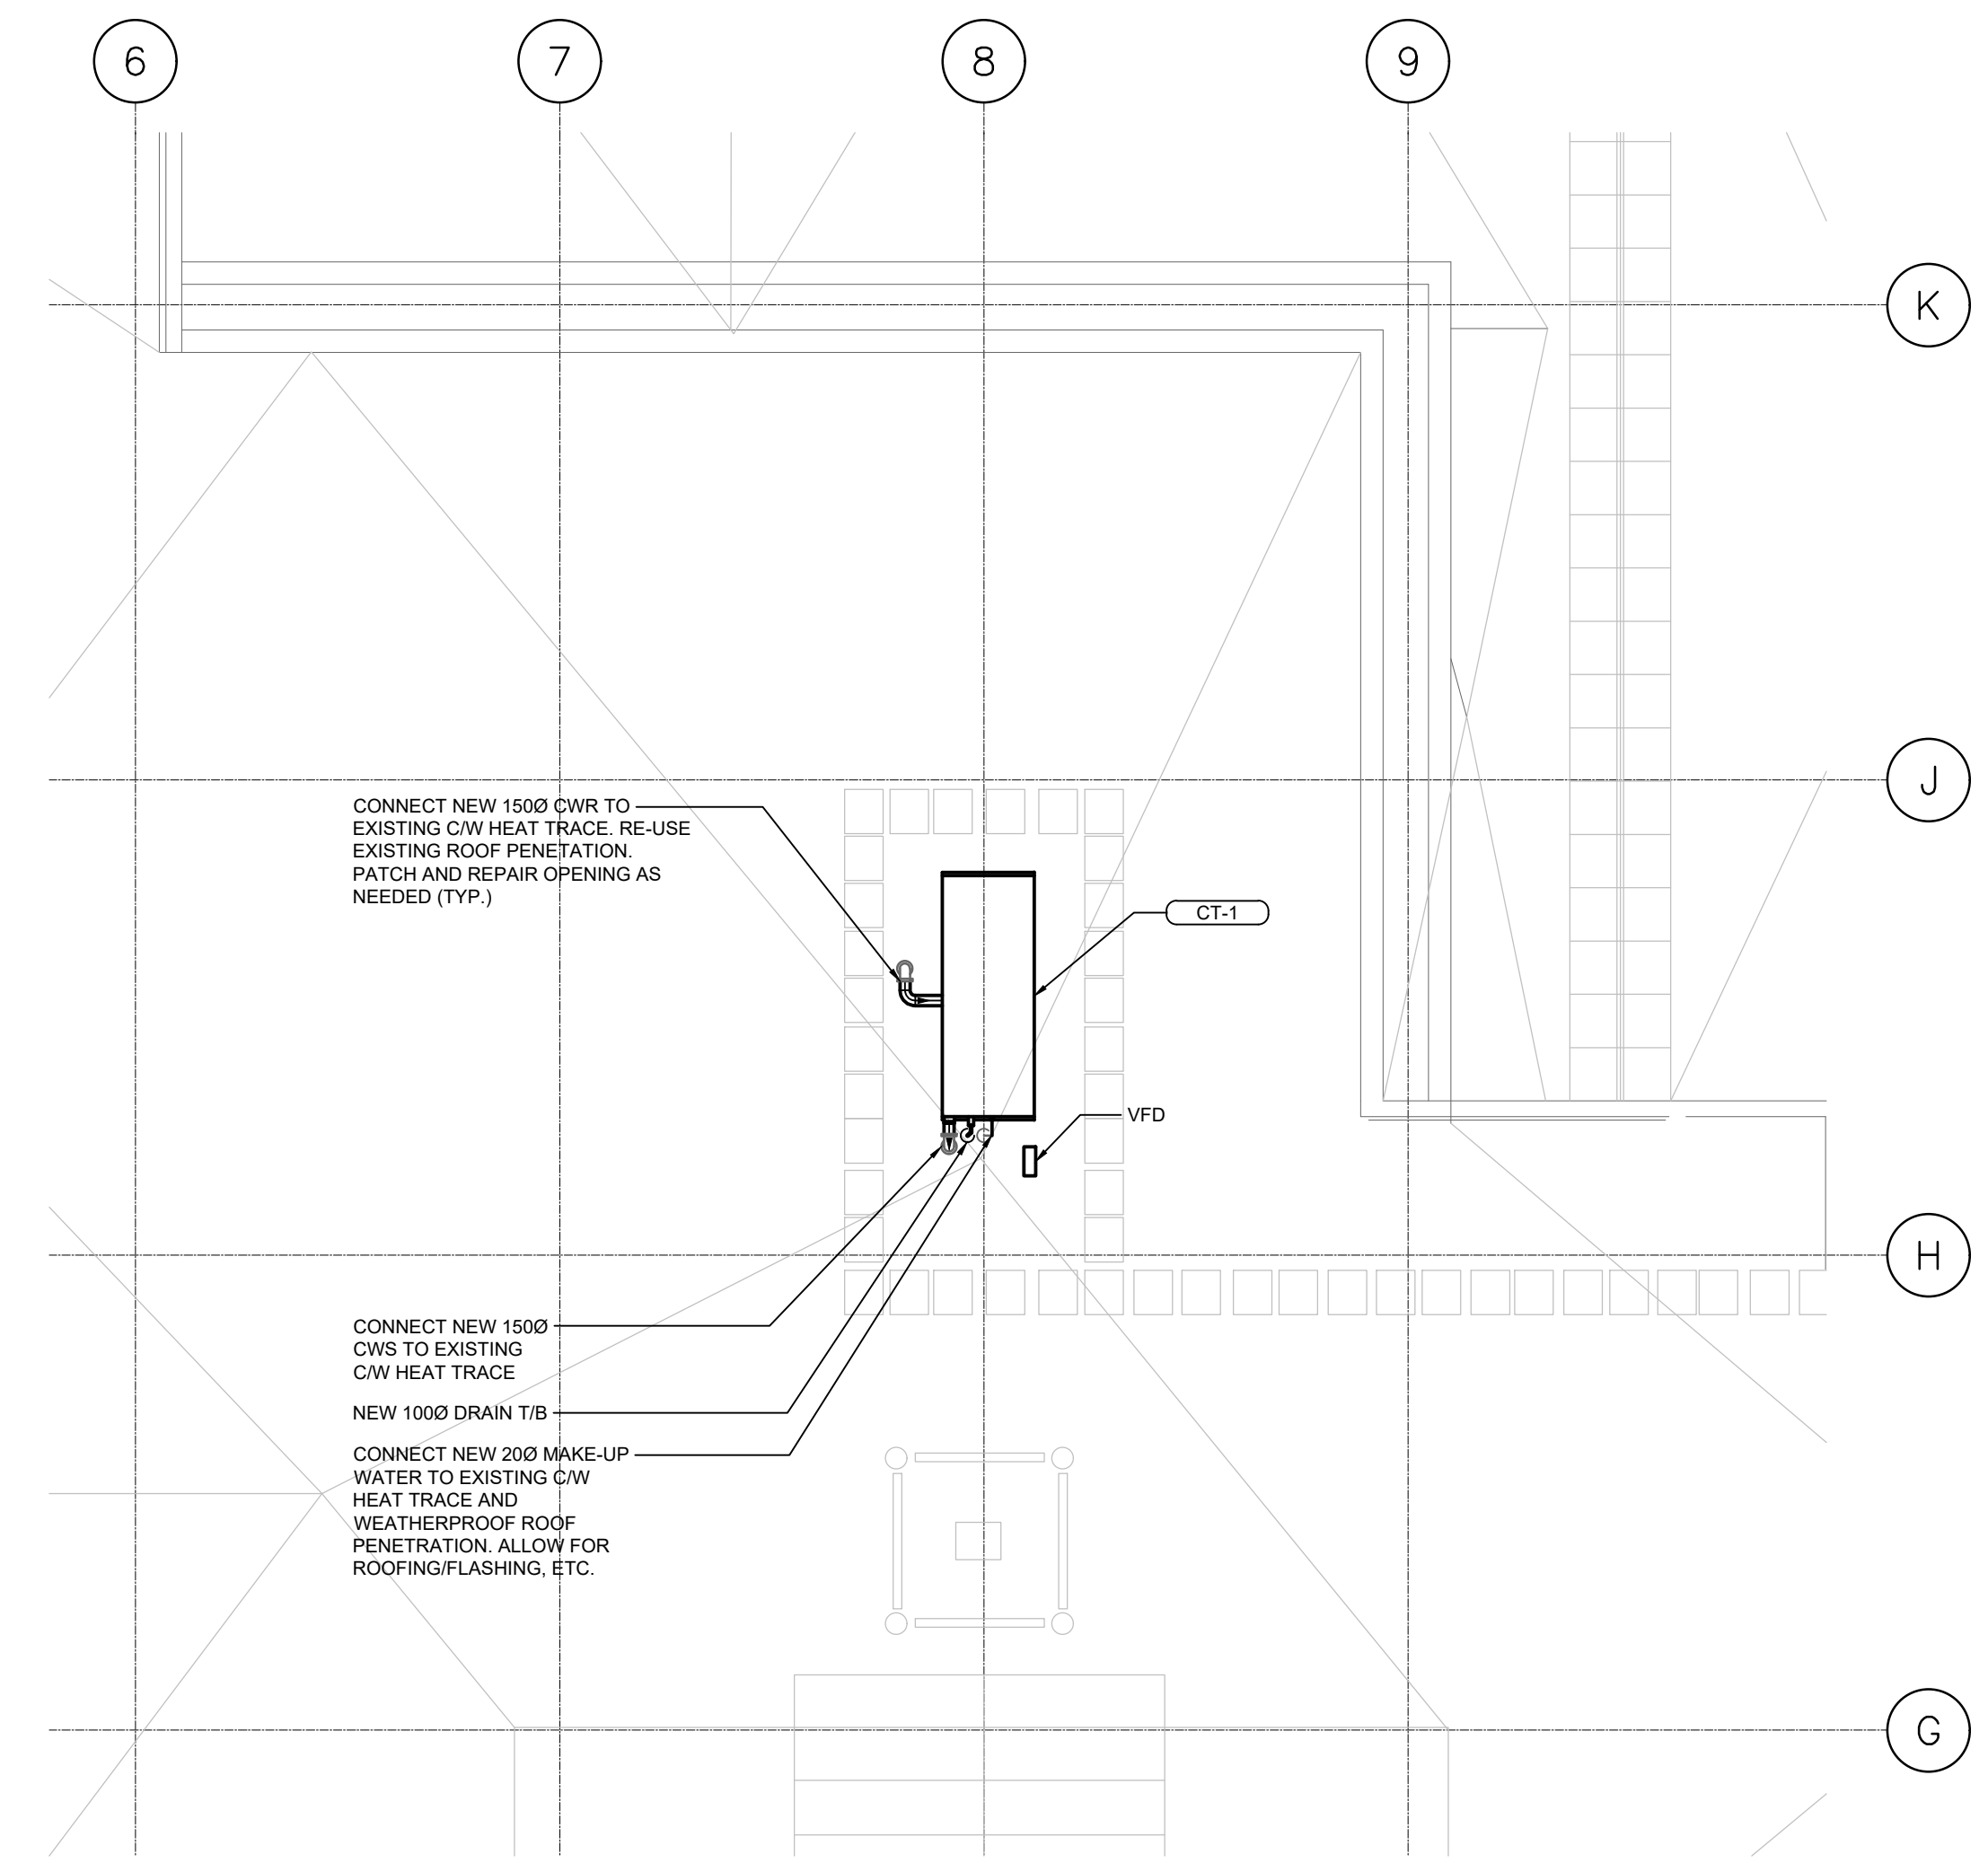 6
7
8
9
K
J
CONNECT NEW 150Ø CWR TO
EXISTING C/W HEAT TRACE. RE-USE
EXISTING ROOF PENETATION.
PATCH AND REPAIR OPENING AS
NEEDED (TYP.)
CT-1
VFD
H
CONNECT NEW 150Ø
CWS TO EXISTING
C/W HEAT TRACE
NEW 100Ø DRAIN T/B
CONNECT NEW 20Ø MAKE-UP
WATER TO EXISTING C/W
HEAT TRACE AND
WEATHERPROOF ROOF
PENETRATION. ALLOW FOR
ROOFING/FLASHING, ETC.
G